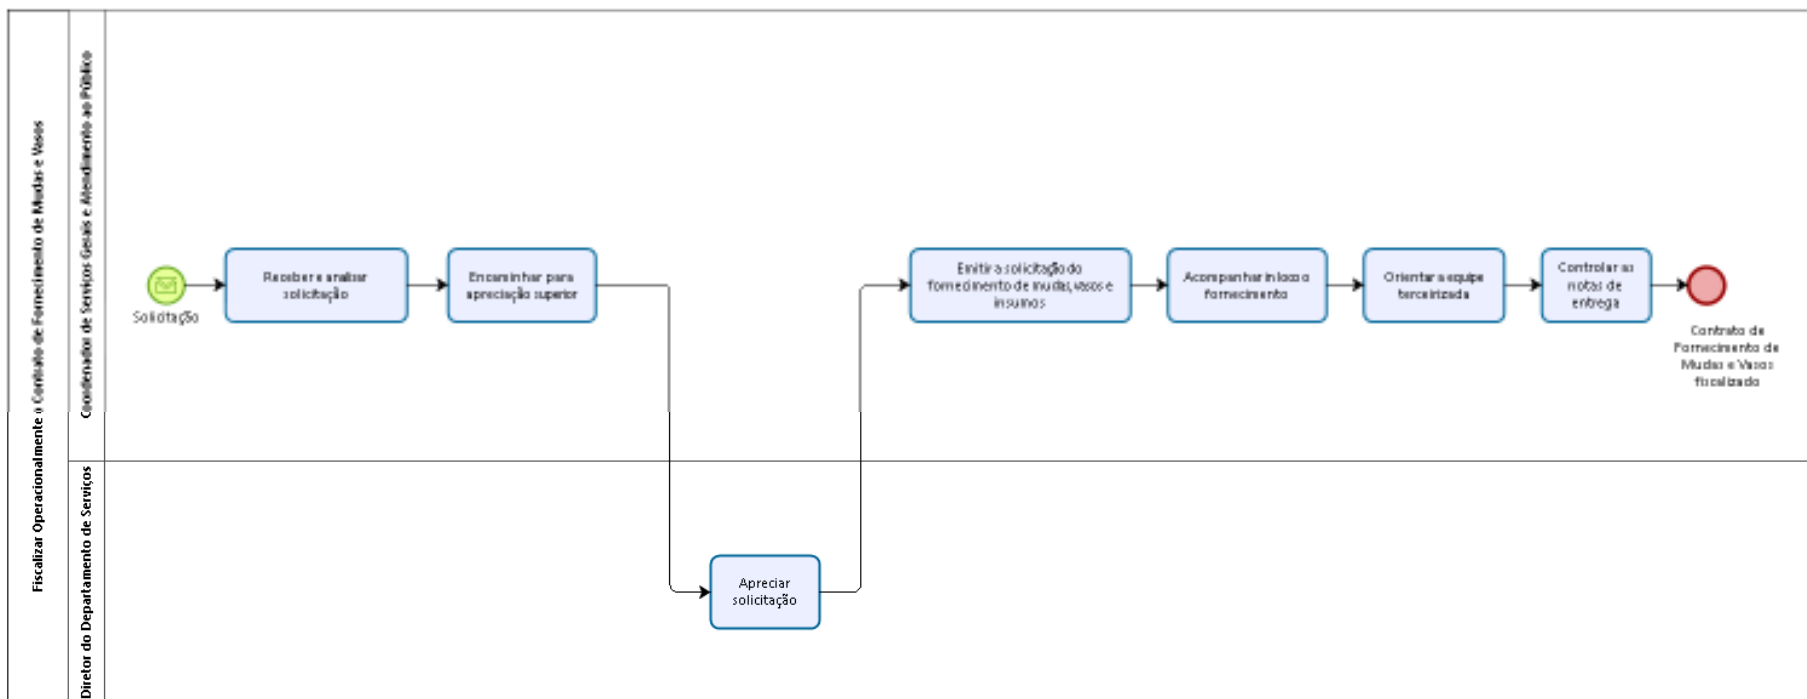 Fiscalizar Operacionalmente o Contrato de Fornecimento de Mudas e Vasos
Coordenador de Serviços Gerais e Atendimento ao Público
Solicitação
Receber e analisar
solicitação
Encaminhar para
apreciação superior
Emitir a solicitação do
fornecimento de mudas, vasos e
insumos
Acompanhar in loco o
fornecimento
Orientar a equipe
terceirizada
Controlar as
notas de
entrega
Contrato de
Fornecimento de
Mudas e Vasos
fiscalizado
Diretor do Departamento de Serviços
Apreciar
solicitação